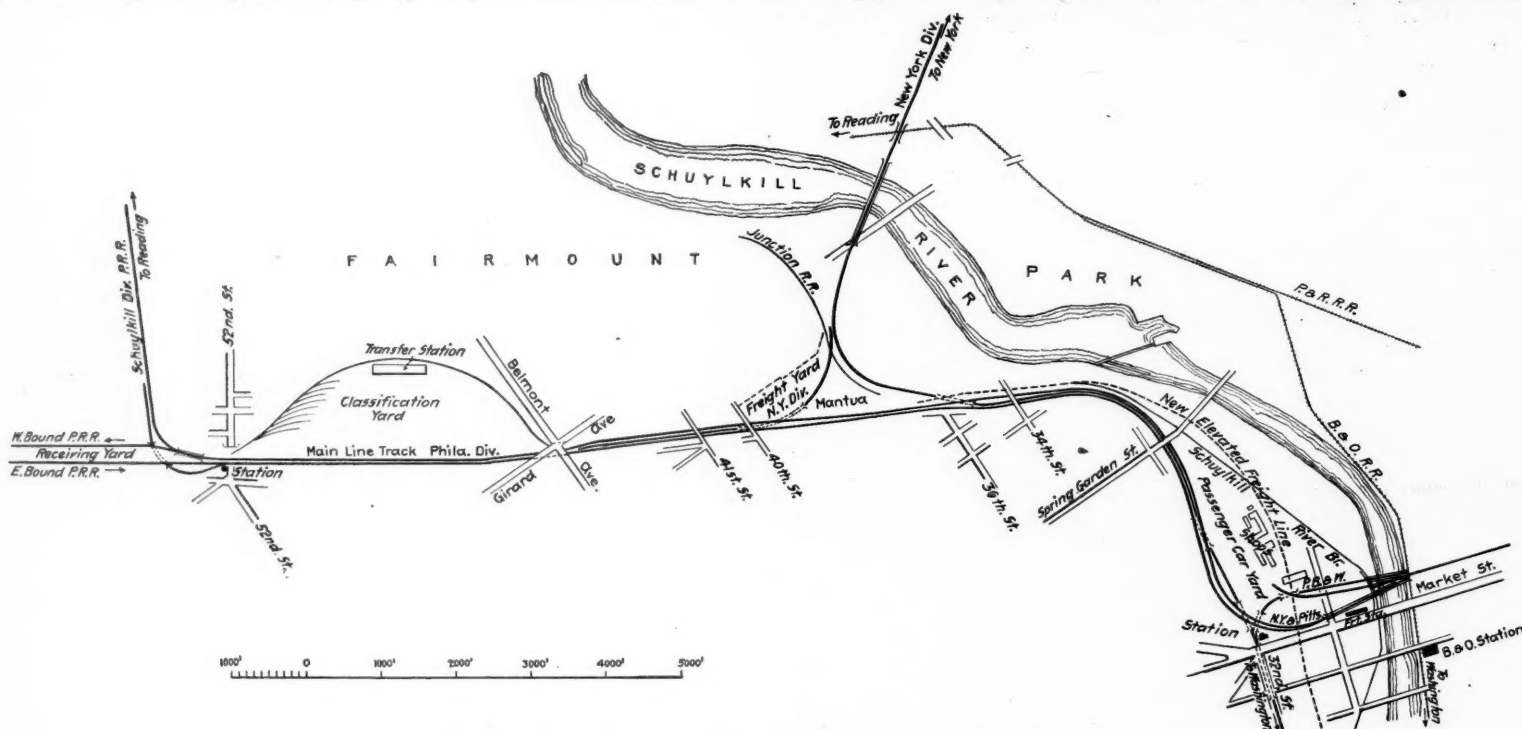 New York Div.
To New York
To Reading
SCHUYLKILL
RIVER
PARK
FAIRMOUNT
Junction R.R.
P. & R. R. R.
B. & O. R. R.
Schuylkill Div. P.R.R.
To Reading
52nd. St.
Transfer Station
Classification
Yard
Belmont
Ave.
Girard
Ave
Freight Yard
N.Y. Div.
Mantua
W. Bound P.R.R.
Receiving Yard
E. Bound P.R.R.
Main Line Track Phila. Div.
Station
52nd. St.
41st. St.
40th. St.
36th. St.
34th. St.
Spring Garden St.
New Elevated Freight Line
Schuylkill
River Br.
Passenger Car Yard
Shops
P. B. & W.
N.Y. & Pitts.
Frt. Sta.
Market St.
Station
32nd. St.
To Washington
B. & O. Station
To
Washington
1000' 0 1000' 2000' 3000' 4000' 5000'